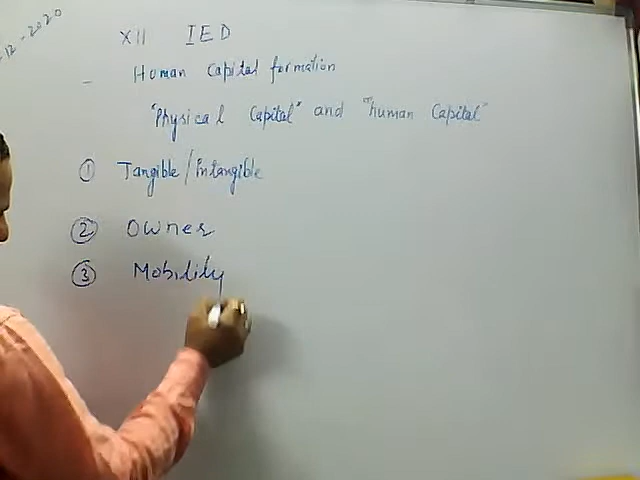 -12-2020
XII IED
- Human Capital formation
"Physical Capital" and "human Capital"
① Tangible/Intangible
② Owner
③ Mobility